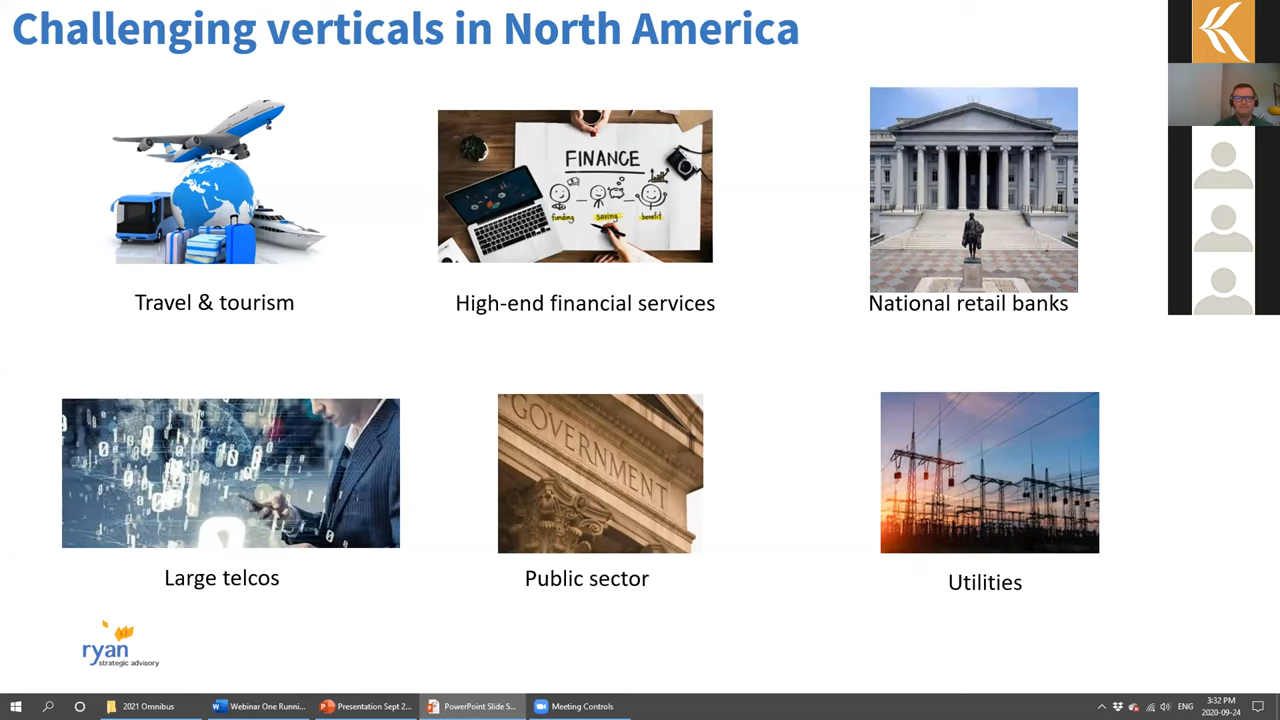 Challenging verticals in North America
FINANCE
funding
saving
benefit
Travel & tourism
High-end financial services
National retail banks
GOVERNMENT
Large telcos
Public sector
Utilities
ryan
strategic advisory
2021 Omnibus
Webinar One Runni...
Presentation Sept 2...
PowerPoint Slide S...
Meeting Controls
ENG
3:32 PM
2020-09-24